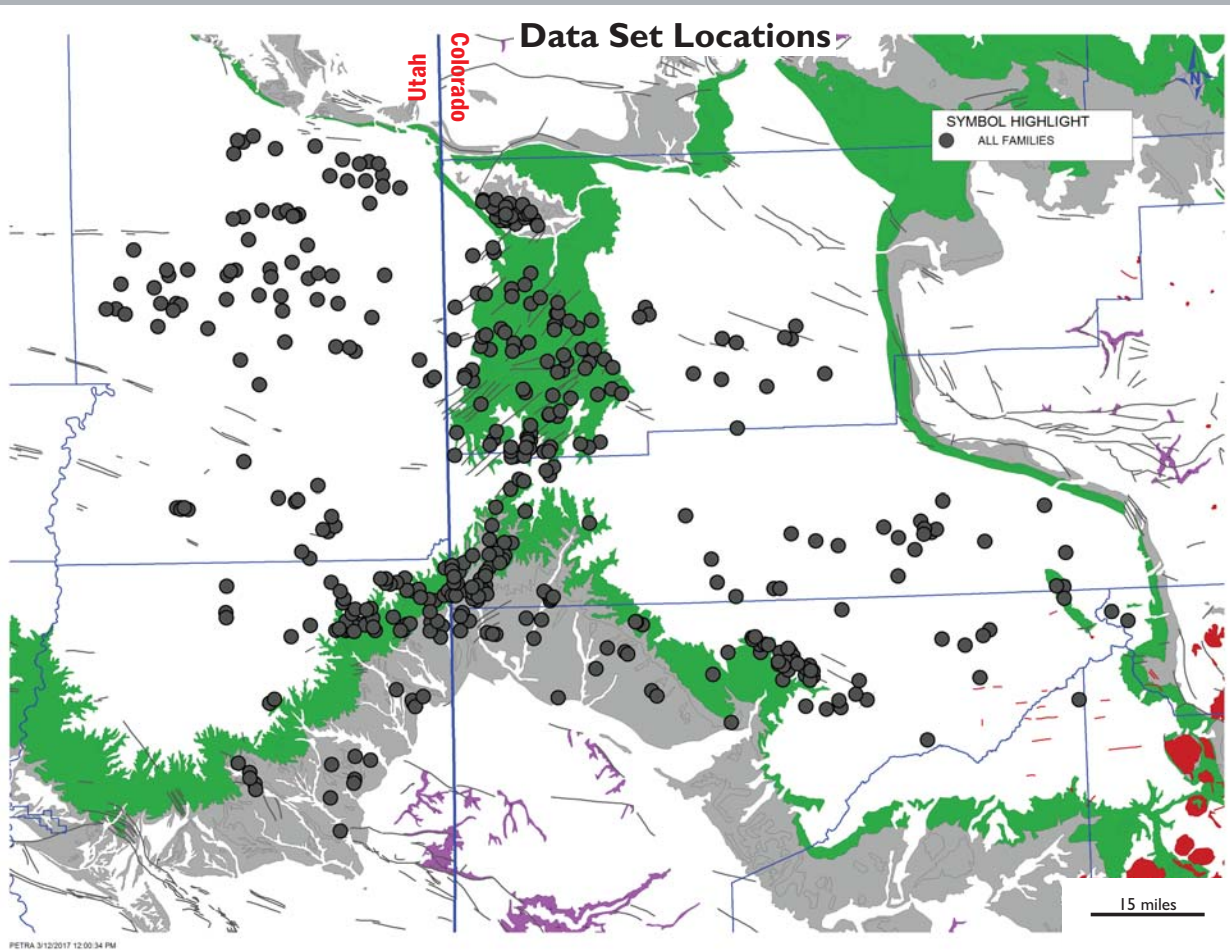 Data Set Locations
Utah
Colorado
N
SYMBOL HIGHLIGHT
ALL FAMILIES
15 miles
PETRA 3/12/2017 12:00:34 PM